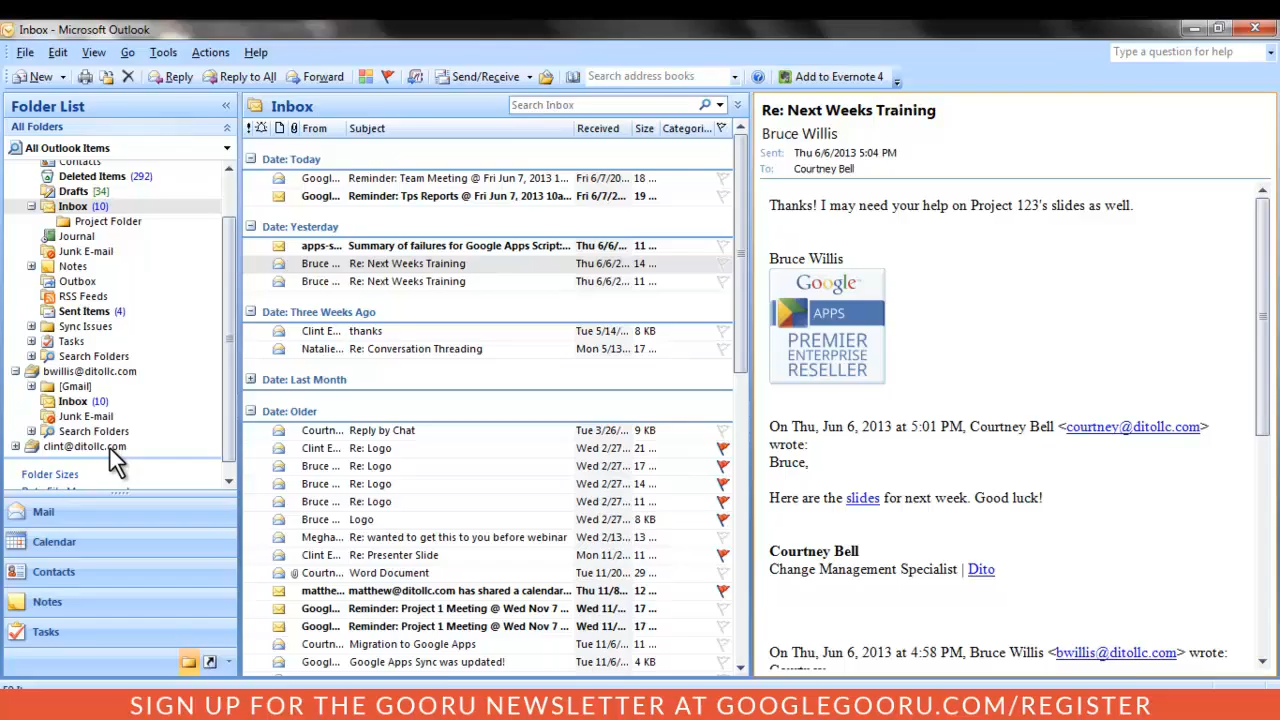 Inbox - Microsoft Outlook
File Edit View Go Tools Actions Help Type a question for help
New Reply Reply to All Forward Send/Receive Search address books Add to Evernote 4
Folder List «
All Folders
All Outlook Items
Contacts
Deleted Items (292)
Drafts [34]
Inbox (10)
Project Folder
Journal
Junk E-mail
Notes
Outbox
RSS Feeds
Sent Items (4)
Sync Issues
Tasks
Search Folders
bwillis@ditollc.com
[Gmail]
Inbox (10)
Junk E-mail
Search Folders
clint@ditollc.com
Folder Sizes
Mail
Calendar
Contacts
Notes
Tasks
Inbox Search Inbox
From Subject Received Size Categori...
Date: Today
Googl... Reminder: Team Meeting @ Fri Jun 7, 2013 1... Fri 6/7/20... 18 ...
Googl... Reminder: Tps Reports @ Fri Jun 7, 2013 10a... Fri 6/7/2... 19 ...
Date: Yesterday
apps-s... Summary of failures for Google Apps Script:... Thu 6/6/... 11 ...
Bruce ... Re: Next Weeks Training Thu 6/6/2... 14 ...
Bruce ... Re: Next Weeks Training Thu 6/6/2... 11 ...
Date: Three Weeks Ago
Clint E... thanks Tue 5/14/... 8 KB
Natalie... Re: Conversation Threading Mon 5/13... 17 ...
Date: Last Month
Date: Older
Courtn... Reply by Chat Tue 3/26/... 9 KB
Clint E... Re: Logo Wed 2/27... 21 ...
Bruce ... Re: Logo Wed 2/27... 15 ...
Bruce ... Re: Logo Wed 2/27... 14 ...
Bruce ... Re: Logo Wed 2/27... 11 ...
Bruce ... Logo Wed 2/27... 8 KB
Megha... Re: wanted to get this to you before webinar Wed 2/13... 13 ...
Clint E... Re: Presenter Slide Mon 11/2... 11 ...
Courtn... Word Document Tue 11/20... 29 ...
matthe... matthew@ditollc.com has shared a calendar... Thu 11/8... 12 ...
Googl... Reminder: Project 1 Meeting @ Wed Nov 7 ... Wed 11/... 17...
Googl... Reminder: Project 1 Meeting @ Wed Nov 7 ... Wed 11/... 17...
Courtn... Migration to Google Apps Tue 11/6/... 11 ...
Googl... Google Apps Sync was updated! Tue 11/6/... 4 KB
Re: Next Weeks Training
Bruce Willis
Sent: Thu 6/6/2013 5:04 PM
To: Courtney Bell
Thanks! I may need your help on Project 123's slides as well.
Bruce Willis
Google
APPS
PREMIER
ENTERPRISE
RESELLER
On Thu, Jun 6, 2013 at 5:01 PM, Courtney Bell <courtney@ditollc.com>
wrote:
Bruce,
Here are the slides for next week. Good luck!
Courtney Bell
Change Management Specialist | Dito
On Thu, Jun 6, 2013 at 4:58 PM, Bruce Willis <bwillis@ditollc.com> wrote:
SIGN UP FOR THE GOORU NEWSLETTER AT GOOGLEGOORU.COM/REGISTER